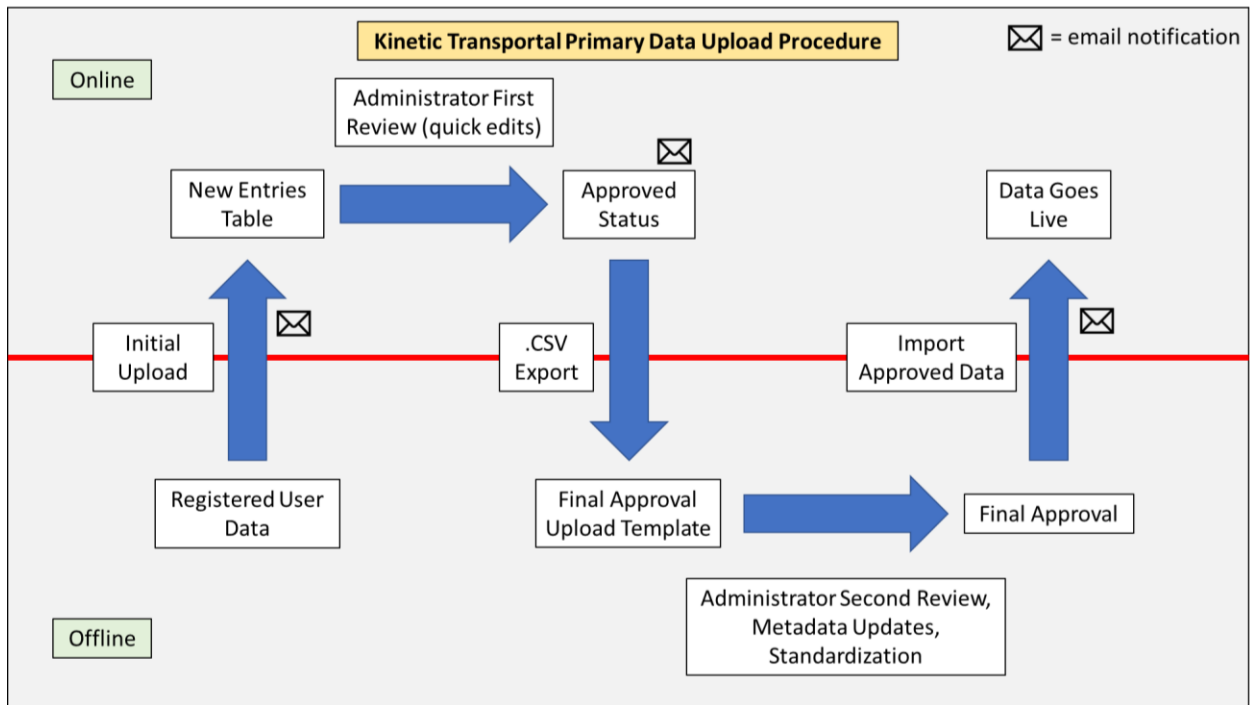 Kinetic Transportal Primary Data Upload Procedure
= email notification
Online
Administrator First
Review (quick edits)
New Entries
Table
Approved
Status
Data Goes
Live
Initial
Upload
.CSV
Export
Import
Approved Data
Registered User
Data
Final Approval
Upload Template
Final Approval
Administrator Second Review,
Metadata Updates,
Standardization
Offline